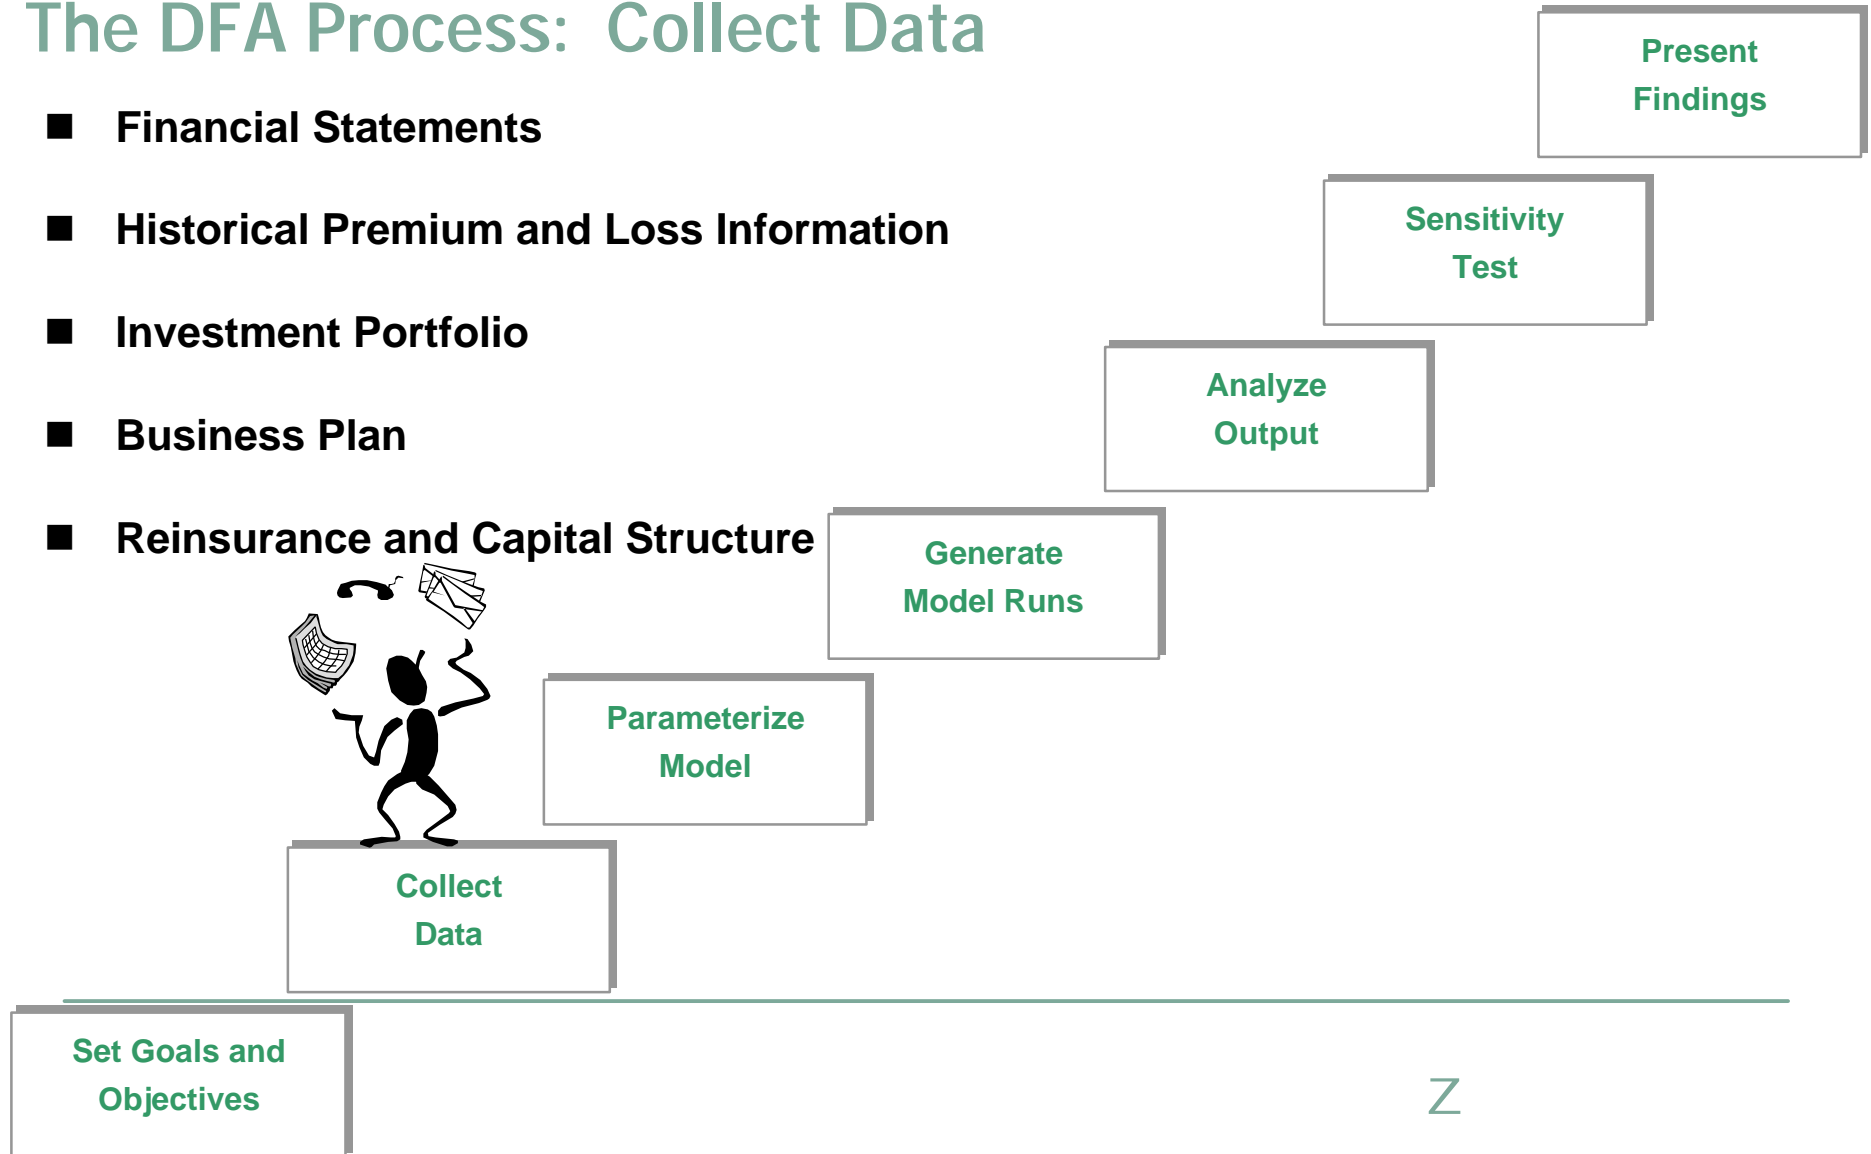 The DFA Process: Collect Data
Financial Statements
Historical Premium and Loss Information
Investment Portfolio
Business Plan
Reinsurance and Capital Structure
Present
Findings
Sensitivity
Test
Analyze
Output
Generate
Model Runs
Parameterize
Model
Collect
Data
Set Goals and
Objectives
Z